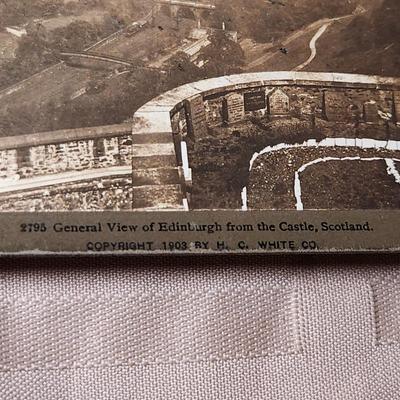 2795 General View of Edinburgh from the Castle, Scotland.
COPYRIGHT 1903 BY H. C. WHITE CO.